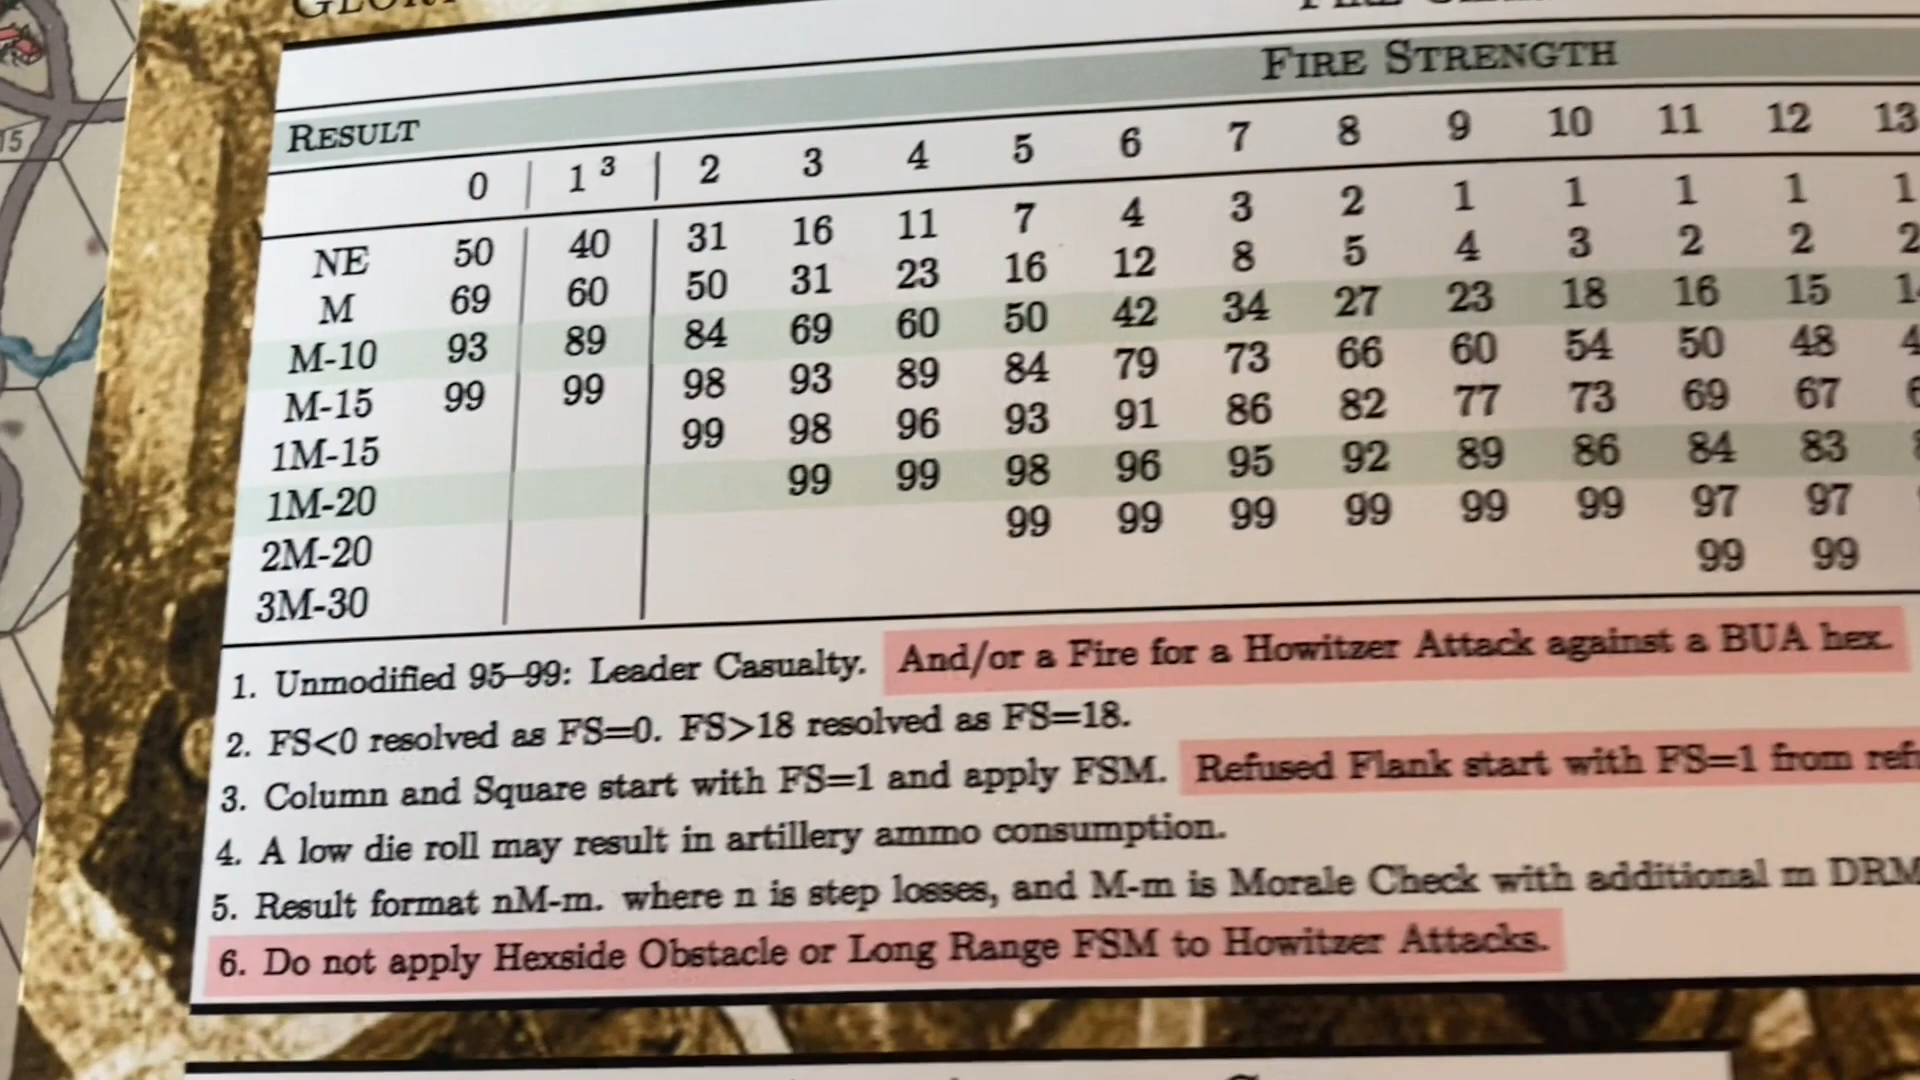 FIRE STRENGTH
RESULT
0 1 ³ 2 3 4 5 6 7 8 9 10 11 12 13
NE 50 40 31 16 11 7 4 3 2 1 1 1 1 1
M 69 60 50 31 23 16 12 8 5 4 3 2 2 2
M-10 93 89 84 69 60 50 42 34 27 23 18 16 15
M-15 99 99 98 93 89 84 79 73 66 60 54 50 48
1M-15 99 98 96 93 91 86 82 77 73 69 67
1M-20 99 99 98 96 95 92 89 86 84 83
2M-20 99 99 99 99 99 99 97 97
3M-30 99 99
1. Unmodified 95–99: Leader Casualty. And/or a Fire for a Howitzer Attack against a BUA hex.
2. FS<0 resolved as FS=0. FS>18 resolved as FS=18.
3. Column and Square start with FS=1 and apply FSM. Refused Flank start with FS=1 from
4. A low die roll may result in artillery ammo consumption.
5. Result format nM-m. where n is step losses, and M-m is Morale Check with additional m DRM
6. Do not apply Hexside Obstacle or Long Range FSM to Howitzer Attacks.
15